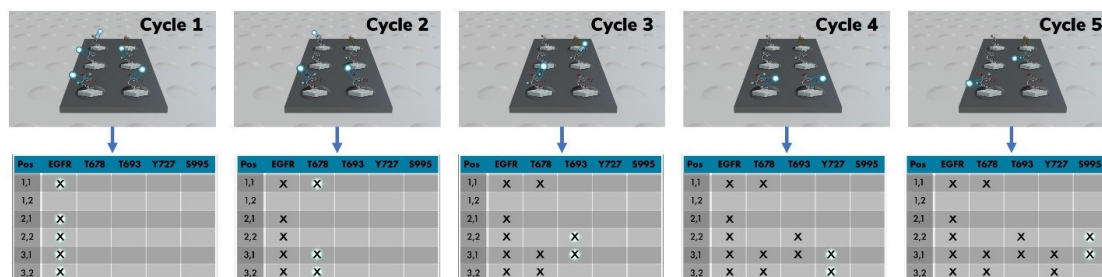 Cycle 1
Cycle 2
Cycle 3
Cycle 4
Cycle 5
Pos EGFR T678 T693 Y727 S995
1,1 X
1,2
2,1 X
2,2 X
3,1 X
3,2 X
Pos EGFR T678 T693 Y727 S995
1,1 X X
1,2
2,1 X
2,2 X
3,1 X X
3,2 X X
Pos EGFR T678 T693 Y727 S995
1,1 X X
1,2
2,1 X
2,2 X X
3,1 X X X
3,2 X X
Pos EGFR T678 T693 Y727 S995
1,1 X X
1,2
2,1 X
2,2 X X
3,1 X X X X
3,2 X X X
Pos EGFR T678 T693 Y727 S995
1,1 X X
1,2
2,1 X
2,2 X X X
3,1 X X X X X
3,2 X X X